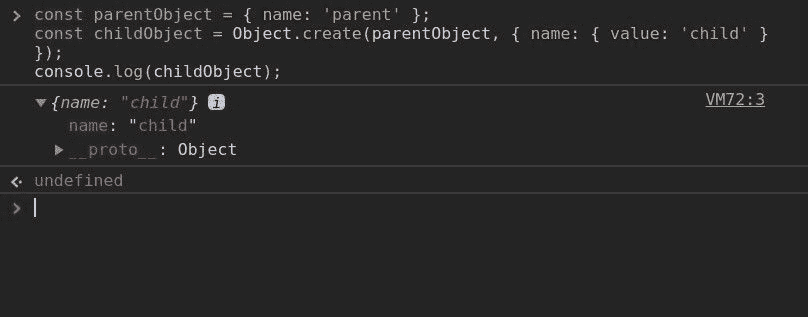 const parentObject = { name: 'parent' };
const childObject = Object.create(parentObject, { name: { value: 'child' }
});
console.log(childObject);
{name: "child"} i VM72:3
name: "child"
__proto__: Object
undefined